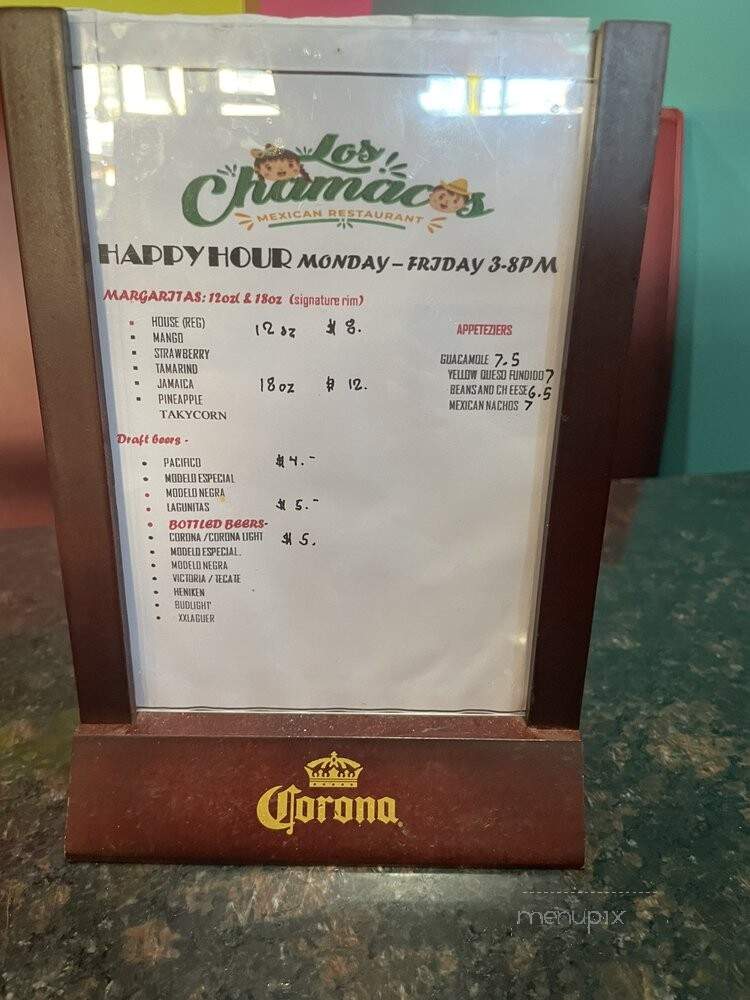 Los
Chamacos
MEXICAN RESTAURANT
HAPPY HOUR MONDAY – FRIDAY 3-8PM
MARGARITAS: 12oz( & 18oz (signature rim)
HOUSE (REG) 12 oz $ 8.
MANGO
STRAWBERRY
TAMARIND
JAMAICA 18oz $ 12.
PINEAPPLE
TAKYCORN
APPETEZIERS
GUACAMOLE 7.5
YELLOW QUESO FUNDIDO 7
BEANS AND CHEESE 6.5
MEXICAN NACHOS 7
Draft beers -
PACIFICO $4.-
MODELO ESPECIAL
MODELO NEGRA
LAGUNITAS $ 5.-
BOTTLED BEERS-
CORONA /CORONA LIGHT $ 5.
MODELO ESPECIAL.
MODELO NEGRA
VICTORIA / TECATE
HENIKEN
BUDLIGHT
XXLAGUER
Corona
menupix